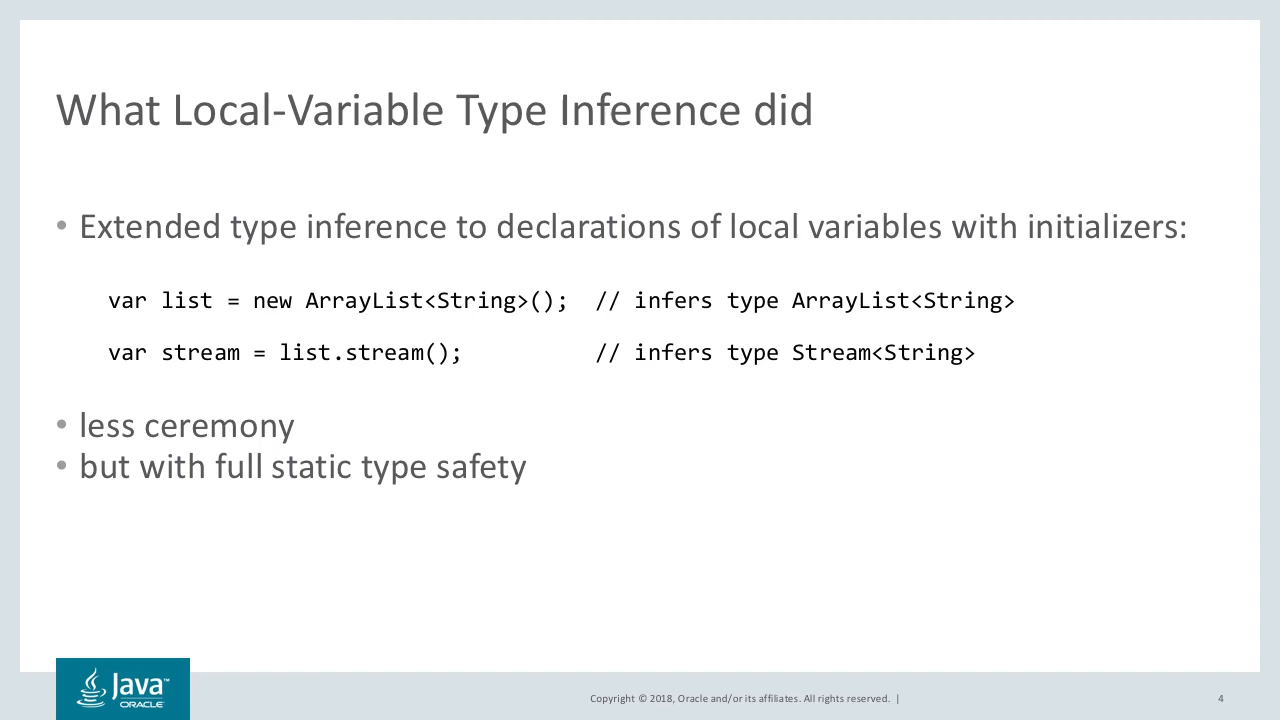 What Local-Variable Type Inference did
• Extended type inference to declarations of local variables with initializers:
var list = new ArrayList<String>();  // infers type ArrayList<String>
var stream = list.stream();          // infers type Stream<String>
• less ceremony
• but with full static type safety
Java™
ORACLE
Copyright © 2018, Oracle and/or its affiliates. All rights reserved. |
4